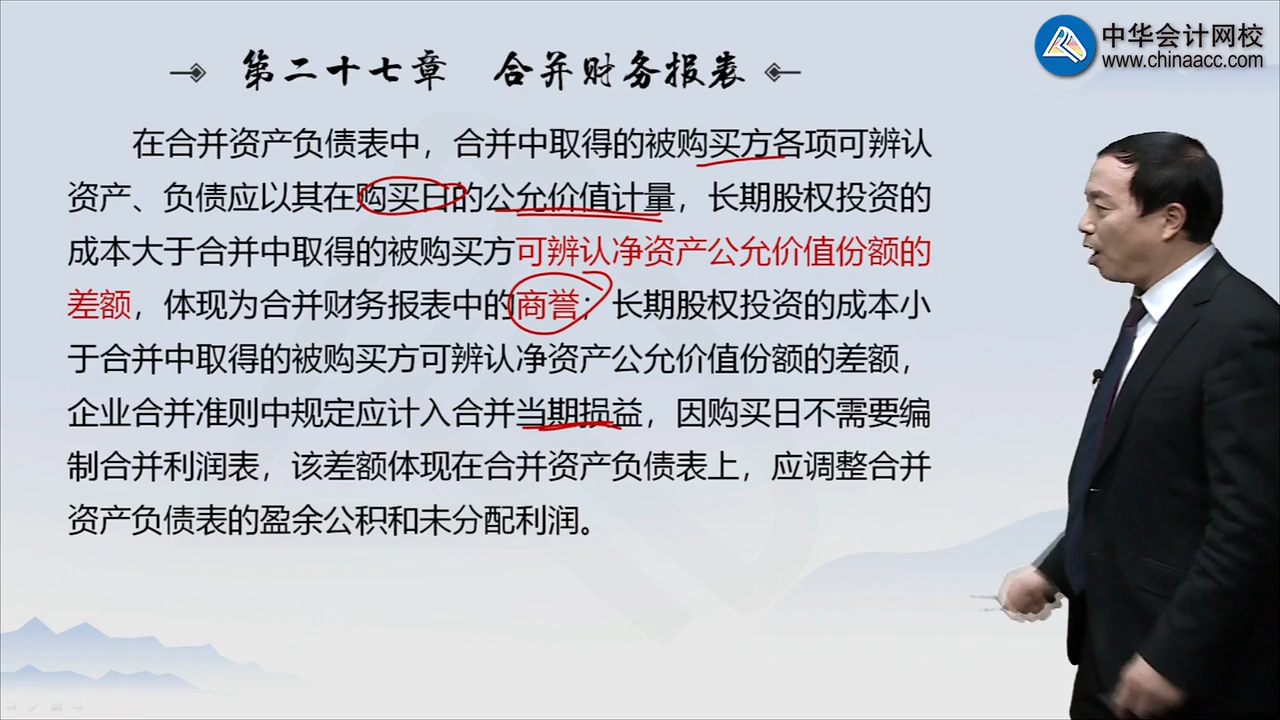 中华会计网校
www.chinaacc.com
第二十七章 合并财务报表
在合并资产负债表中，合并中取得的被购买方各项可辨认
资产、负债应以其在购买日的公允价值计量，长期股权投资的
成本大于合并中取得的被购买方可辨认净资产公允价值份额的
差额，体现为合并财务报表中的商誉；长期股权投资的成本小
于合并中取得的被购买方可辨认净资产公允价值份额的差额，
企业合并准则中规定应计入合并当期损益，因购买日不需要编
制合并利润表，该差额体现在合并资产负债表上，应调整合并
资产负债表的盈余公积和未分配利润。